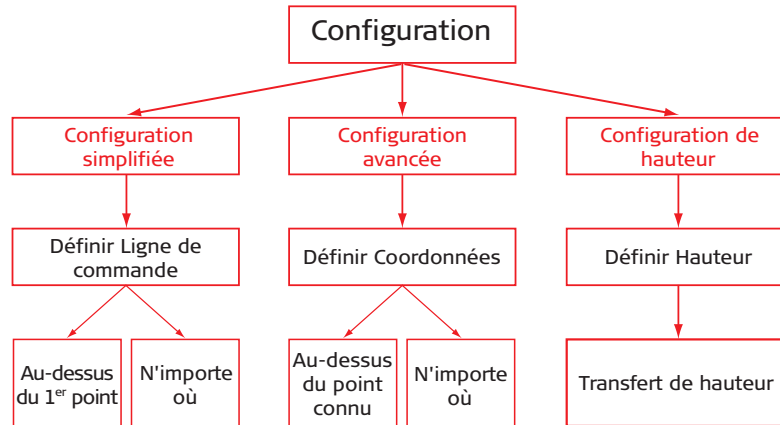 Configuration
Configuration
simplifiée
Configuration
avancée
Configuration de
hauteur
Définir Ligne de
commande
Définir Coordonnées
Définir Hauteur
Au-dessus
du 1er point
N'importe
où
Au-dessus
du point
connu
N'importe
où
Transfert de hauteur